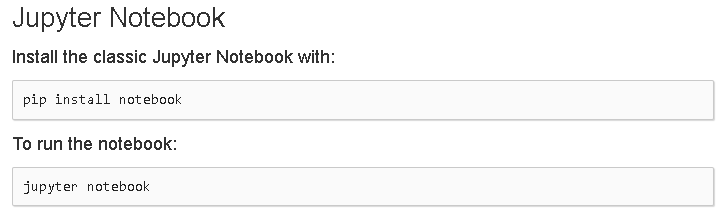 Jupyter Notebook
Install the classic Jupyter Notebook with:
pip install notebook
To run the notebook:
jupyter notebook